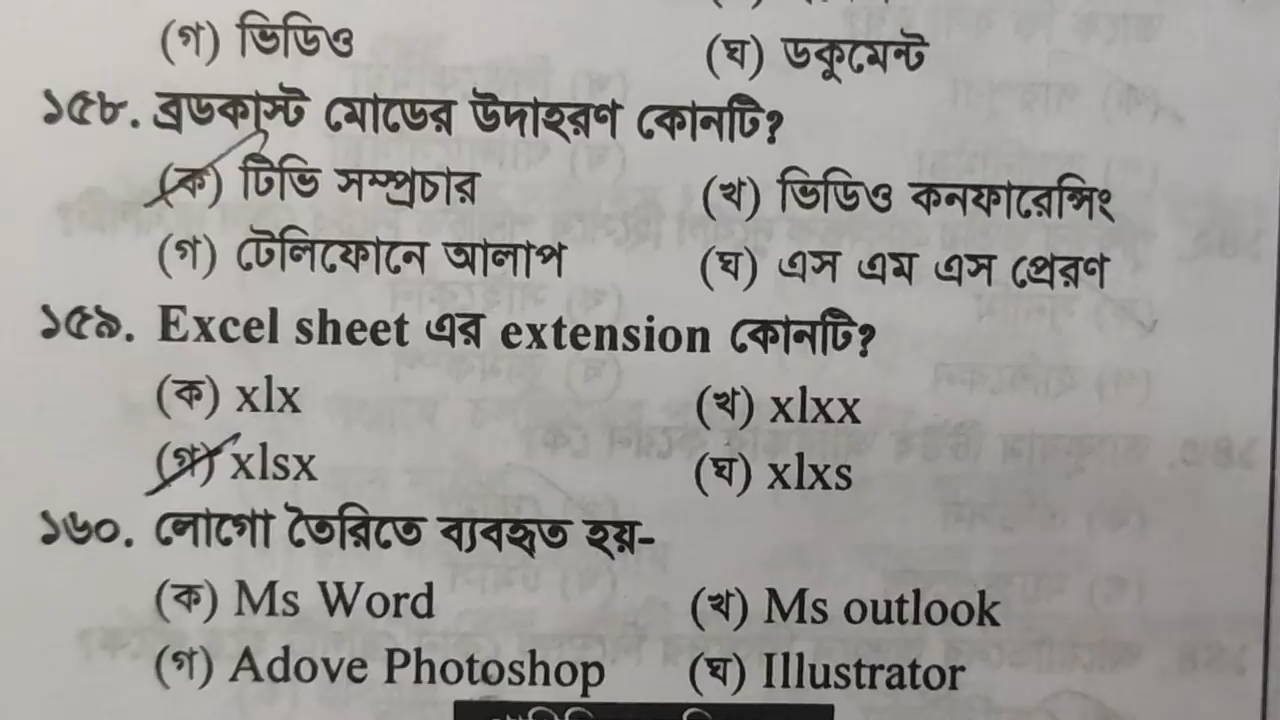 (গ) ভিডিও (ঘ) ডকুমেন্ট
১৫৮. ব্রডকাস্ট মোডের উদাহরণ কোনটি?
(ক) টিভি সম্প্রচার (খ) ভিডিও কনফারেন্সিং
(গ) টেলিফোনে আলাপ (ঘ) এস এম এস প্রেরণ
১৫৯. Excel sheet এর extension কোনটি?
(ক) xlx (খ) xlxx
(গ) xlsx (ঘ) xlxs
১৬০. লোগো তৈরিতে ব্যবহৃত হয়-
(ক) Ms Word (খ) Ms outlook
(গ) Adove Photoshop (ঘ) Illustrator